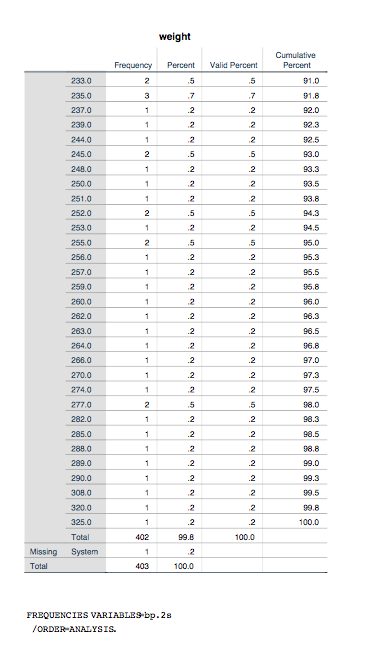 weight
Frequency Percent Valid Percent Cumulative Percent
233.0 2 .5 .5 91.0
235.0 3 .7 .7 91.8
237.0 1 .2 .2 92.0
239.0 1 .2 .2 92.3
244.0 1 .2 .2 92.5
245.0 2 .5 .5 93.0
248.0 1 .2 .2 93.3
250.0 1 .2 .2 93.5
251.0 1 .2 .2 93.8
252.0 2 .5 .5 94.3
253.0 1 .2 .2 94.5
255.0 2 .5 .5 95.0
256.0 1 .2 .2 95.3
257.0 1 .2 .2 95.5
259.0 1 .2 .2 95.8
260.0 1 .2 .2 96.0
262.0 1 .2 .2 96.3
263.0 1 .2 .2 96.5
264.0 1 .2 .2 96.8
266.0 1 .2 .2 97.0
270.0 1 .2 .2 97.3
274.0 1 .2 .2 97.5
277.0 2 .5 .5 98.0
282.0 1 .2 .2 98.3
285.0 1 .2 .2 98.5
288.0 1 .2 .2 98.8
289.0 1 .2 .2 99.0
290.0 1 .2 .2 99.3
308.0 1 .2 .2 99.5
320.0 1 .2 .2 99.8
325.0 1 .2 .2 100.0
Total 402 99.8 100.0
Missing System 1 .2
Total 403 100.0
FREQUENCIES VARIABLES=bp.2s
/ORDER=ANALYSIS.